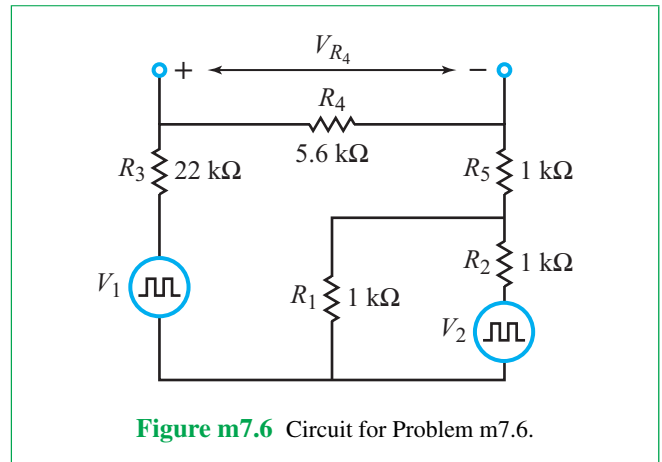 V_{R_4}
+ −
R_4
5.6 kΩ
R_3 22 kΩ
R_5 1 kΩ
R_2 1 kΩ
V_1
R_1 1 kΩ
V_2
Figure m7.6 Circuit for Problem m7.6.